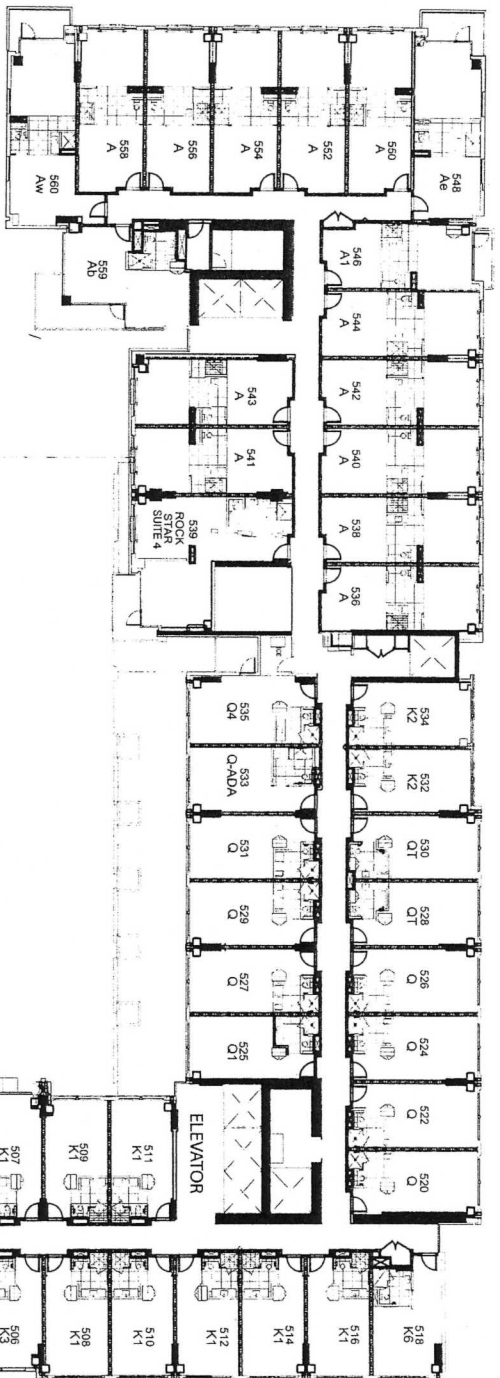 548
Ae
550
A
552
A
554
A
556
A
558
A
560
Aw
559
Ab
546
A1
544
A
542
A
540
A
538
A
536
A
543
A
541
A
539
ROCK
STAR
SUITE 4
534
K2
532
K2
530
QT
528
QT
526
Q
524
Q
522
Q
520
Q
535
Q4
533
Q-ADA
531
Q
529
Q
527
Q
525
Q1
ELEVATOR
511
K1
509
K1
507
K1
518
K6
516
K1
514
K1
512
K1
510
K1
508
K1
506
K3